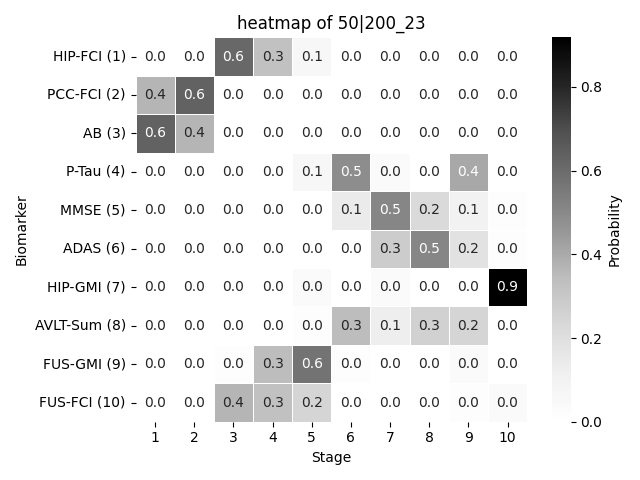 heatmap of 50|200_23
HIP-FCI (1) 0.0 0.0 0.6 0.3 0.1 0.0 0.0 0.0 0.0 0.0
PCC-FCI (2) 0.4 0.6 0.0 0.0 0.0 0.0 0.0 0.0 0.0 0.0
AB (3) 0.6 0.4 0.0 0.0 0.0 0.0 0.0 0.0 0.0 0.0
P-Tau (4) 0.0 0.0 0.0 0.0 0.1 0.5 0.0 0.0 0.4 0.0
MMSE (5) 0.0 0.0 0.0 0.0 0.0 0.1 0.5 0.2 0.1 0.0
ADAS (6) 0.0 0.0 0.0 0.0 0.0 0.0 0.3 0.5 0.2 0.0
HIP-GMI (7) 0.0 0.0 0.0 0.0 0.0 0.0 0.0 0.0 0.0 0.9
AVLT-Sum (8) 0.0 0.0 0.0 0.0 0.0 0.3 0.1 0.3 0.2 0.0
FUS-GMI (9) 0.0 0.0 0.0 0.3 0.6 0.0 0.0 0.0 0.0 0.0
FUS-FCI (10) 0.0 0.0 0.4 0.3 0.2 0.0 0.0 0.0 0.0 0.0
1 2 3 4 5 6 7 8 9 10
Stage
Biomarker
0.8
0.6
0.4
0.2
0.0
Probability